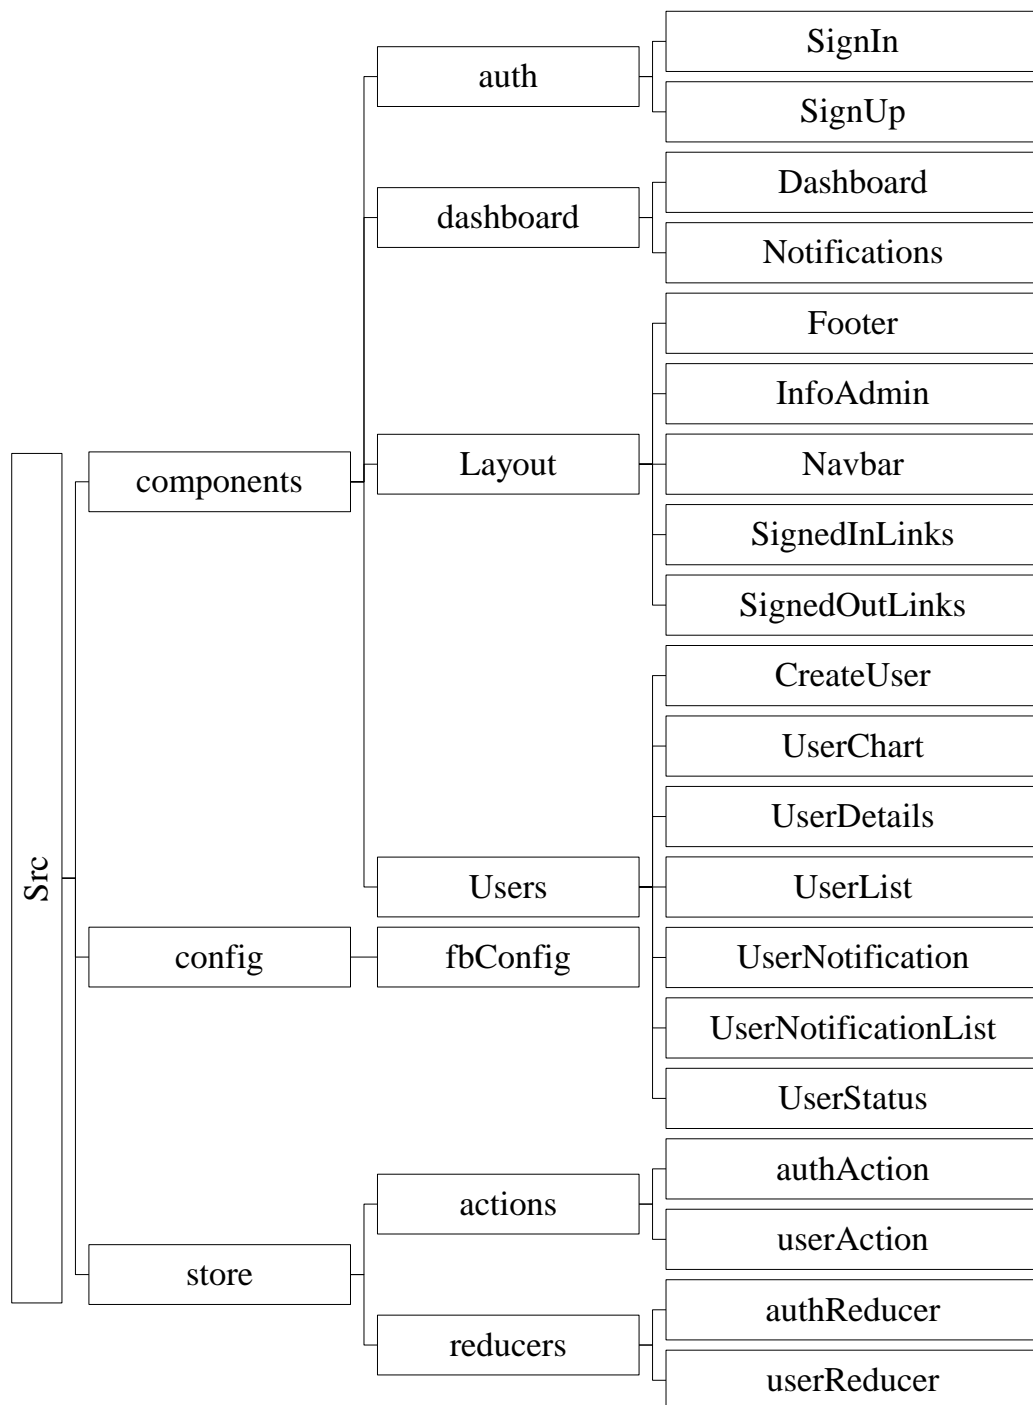 Src
components
auth
SignIn
SignUp
dashboard
Dashboard
Notifications
Layout
Footer
InfoAdmin
Navbar
SignedInLinks
SignedOutLinks
Users
CreateUser
UserChart
UserDetails
UserList
UserNotification
UserNotificationList
UserStatus
config
fbConfig
store
actions
authAction
userAction
reducers
authReducer
userReducer